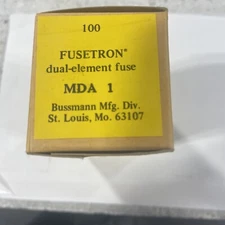 100
FUSETRON®
dual-element fuse
MDA 1
Bussmann Mfg. Div.
St. Louis, Mo. 63107